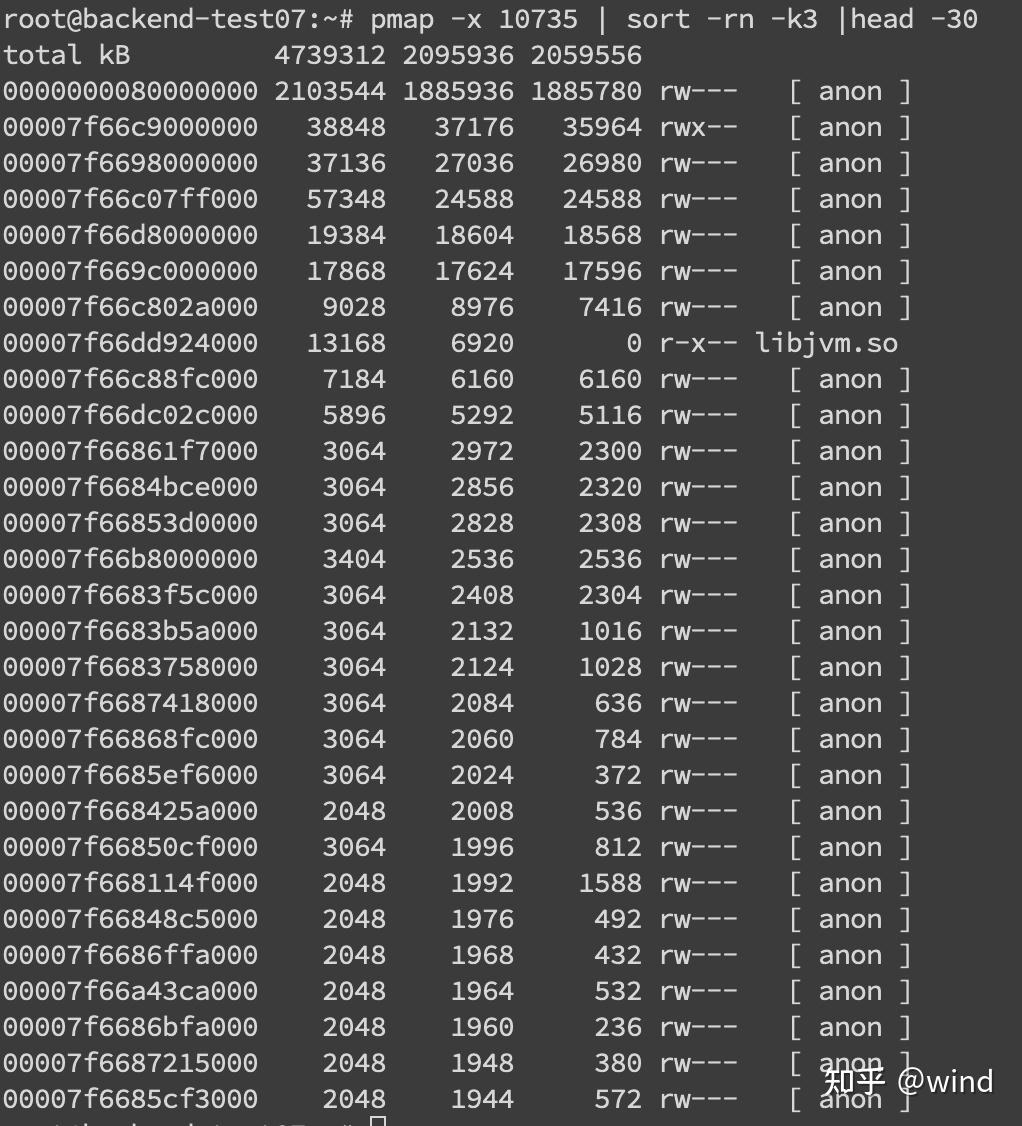 root@backend-test07:~# pmap -x 10735 | sort -rn -k3 |head -30
total kB 4739312 2095936 2059556
0000000080000000 2103544 1885936 1885780 rw--- [ anon ]
00007f66c9000000 38848 37176 35964 rwx-- [ anon ]
00007f6698000000 37136 27036 26980 rw--- [ anon ]
00007f66c07ff000 57348 24588 24588 rw--- [ anon ]
00007f66d8000000 19384 18604 18568 rw--- [ anon ]
00007f669c000000 17868 17624 17596 rw--- [ anon ]
00007f66c802a000 9028 8976 7416 rw--- [ anon ]
00007f66dd924000 13168 6920 0 r-x-- libjvm.so
00007f66c88fc000 7184 6160 6160 rw--- [ anon ]
00007f66dc02c000 5896 5292 5116 rw--- [ anon ]
00007f66861f7000 3064 2972 2300 rw--- [ anon ]
00007f6684bce000 3064 2856 2320 rw--- [ anon ]
00007f66853d0000 3064 2828 2308 rw--- [ anon ]
00007f66b8000000 3404 2536 2536 rw--- [ anon ]
00007f6683f5c000 3064 2408 2304 rw--- [ anon ]
00007f6683b5a000 3064 2132 1016 rw--- [ anon ]
00007f6683758000 3064 2124 1028 rw--- [ anon ]
00007f6687418000 3064 2084 636 rw--- [ anon ]
00007f66868fc000 3064 2060 784 rw--- [ anon ]
00007f6685ef6000 3064 2024 372 rw--- [ anon ]
00007f668425a000 2048 2008 536 rw--- [ anon ]
00007f66850cf000 3064 1996 812 rw--- [ anon ]
00007f668114f000 2048 1992 1588 rw--- [ anon ]
00007f66848c5000 2048 1976 492 rw--- [ anon ]
00007f6686ffa000 2048 1968 432 rw--- [ anon ]
00007f66a43ca000 2048 1964 532 rw--- [ anon ]
00007f6686bfa000 2048 1960 236 rw--- [ anon ]
00007f6687215000 2048 1948 380 rw--- [ anon ]
00007f6685cf3000 2048 1944 572 rw--- [ anon ]
知乎 @wind